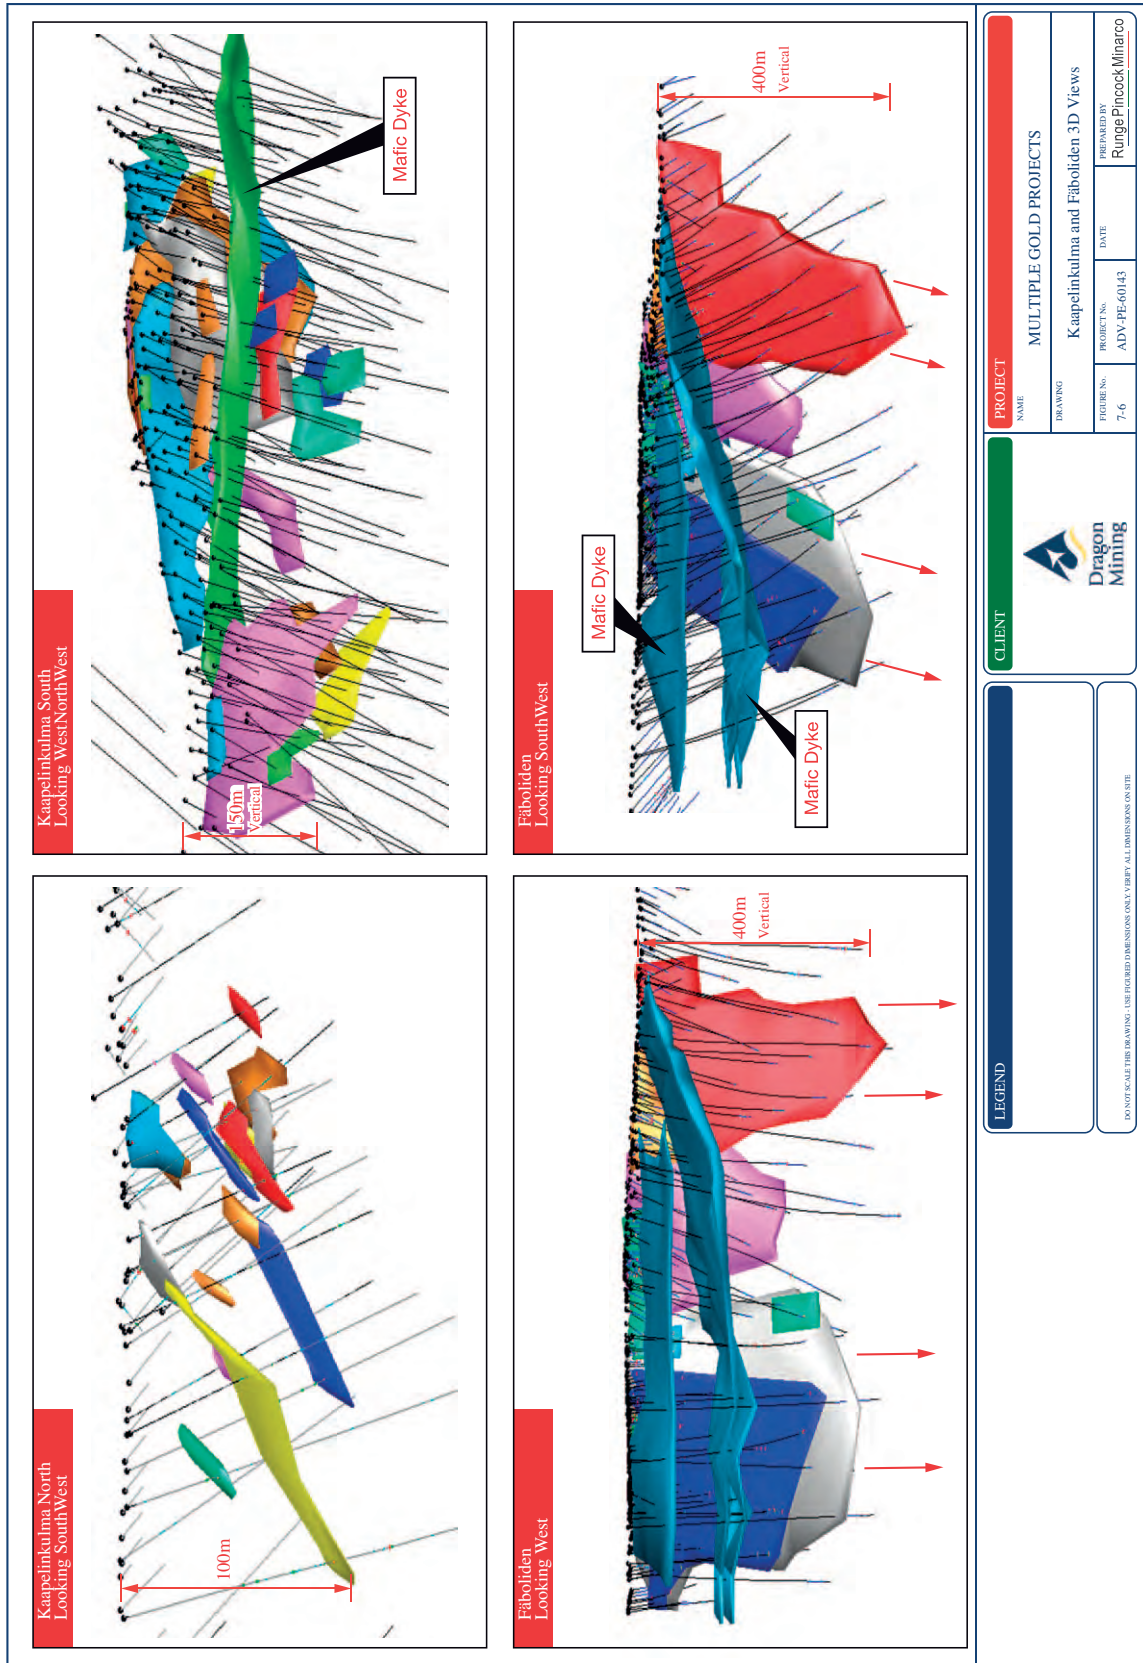 Kaapelinkulma North
Looking SouthWest
100m
Kaapelinkulma South
Looking WestNorthWest
150m
Vertical
Mafic Dyke
Fäboliden
Looking West
400m
Vertical
Fäboliden
Looking SouthWest
Mafic Dyke
Mafic Dyke
400m
Vertical
LEGEND
DO NOT SCALE THIS DRAWING - USE FIGURED DIMENSIONS ONLY. VERIFY ALL DIMENSIONS ON SITE
CLIENT
Dragon
Mining
PROJECT
NAME
MULTIPLE GOLD PROJECTS
DRAWING
Kaapelinkulma and Fäboliden 3D Views
FIGURE No.
7-6
PROJECT No.
ADV-PE-60143
DATE
PREPARED BY
RungePincockMinarco